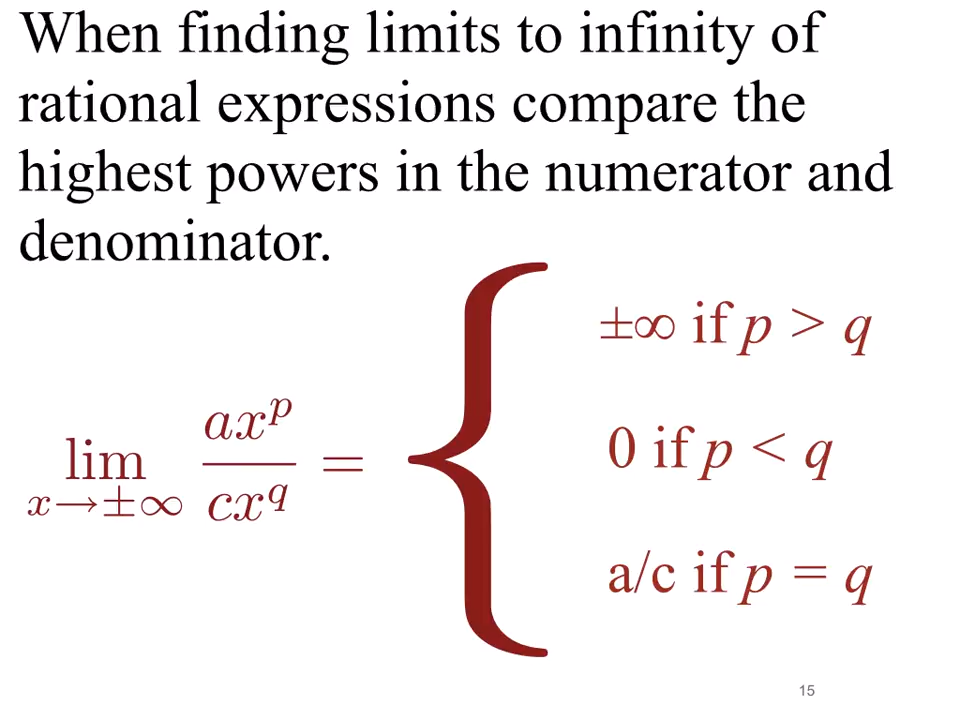 When finding limits to infinity of
rational expressions compare the
highest powers in the numerator and
denominator.
±∞ if p > q
lim x→±∞ ax^p / cx^q = {
0 if p < q
a/c if p = q
15